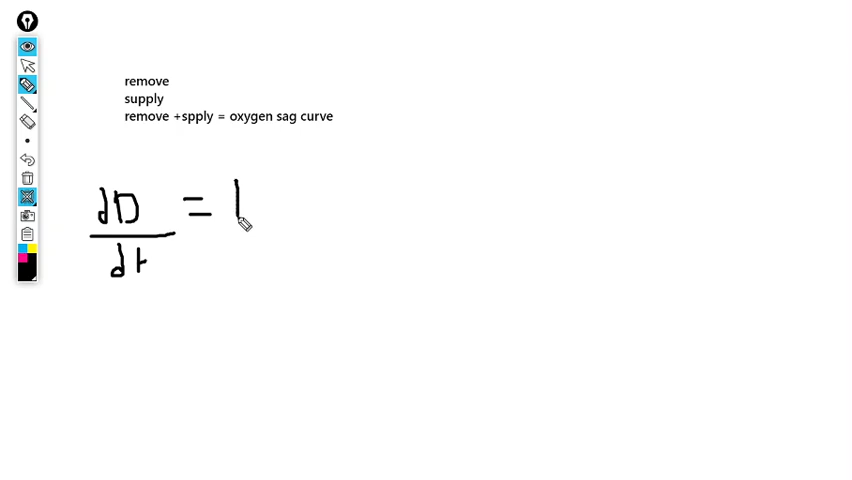 remove
supply
remove +spply = oxygen sag curve
dD
=
dt